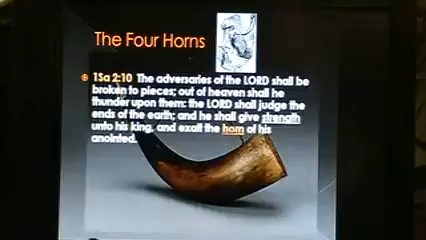 The Four Horns
1Sa 2:10 The adversaries of the LORD shall be
broken to pieces; out of heaven shall he
thunder upon them: the LORD shall judge the
ends of the earth; and he shall give strength
unto his king, and exalt the horn of his
anointed.